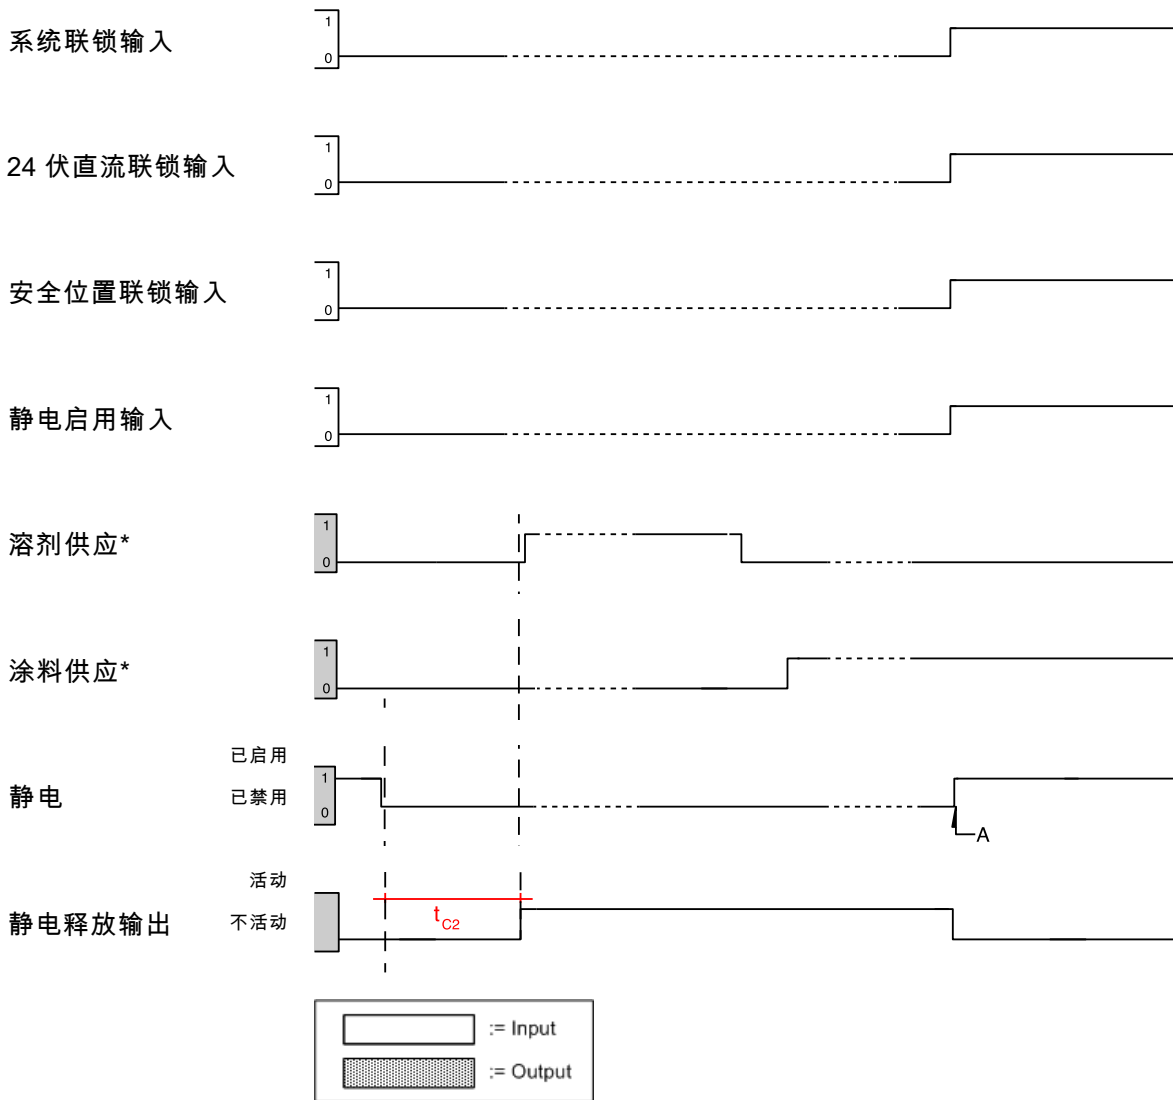 系统联锁输入
1
0
24 伏直流联锁输入
1
0
安全位置联锁输入
1
0
静电启用输入
1
0
溶剂供应*
1
0
涂料供应*
1
0
静电
已启用
已禁用
1
0
A
静电释放输出
活动
不活动
tC2
:= Input
:= Output